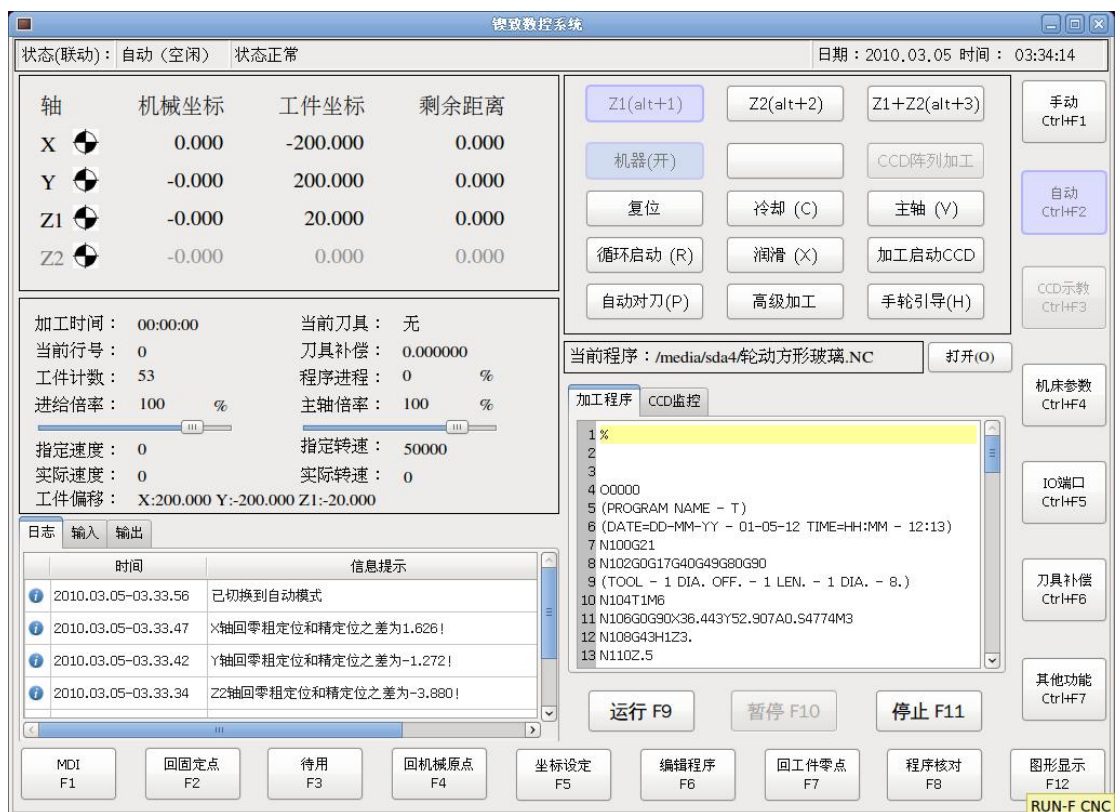 锲致数控系统
状态(联动)： 自动（空闲） 状态正常 日期：2010.03.05 时间： 03:34:14
轴 机械坐标 工件坐标 剩余距离
X 0.000 -200.000 0.000
Y -0.000 200.000 0.000
Z1 -0.000 20.000 0.000
Z2 -0.000 0.000 0.000
加工时间： 00:00:00 当前刀具： 无
当前行号： 0 刀具补偿： 0.000000
工件计数： 53 程序进程： 0 %
进给倍率： 100 % 主轴倍率： 100 %
指定速度： 0 指定转速： 50000
实际速度： 0 实际转速： 0
工件偏移： X:200.000 Y:-200.000 Z1:-20.000
日志 输入 输出
时间 信息提示
2010.03.05-03.33.56 已切换到自动模式
2010.03.05-03.33.47 X轴回零粗定位和精定位之差为1.626!
2010.03.05-03.33.42 Y轴回零粗定位和精定位之差为-1.272!
2010.03.05-03.33.34 Z2轴回零粗定位和精定位之差为-3.880!
Z1(alt+1) Z2(alt+2) Z1+Z2(alt+3)
机器(开) CCD阵列加工
复位 冷却 (C) 主轴 (V)
循环启动 (R) 润滑 (X) 加工启动CCD
自动对刀(P) 高级加工 手轮引导(H)
当前程序：/media/sda4/轮动方形玻璃.NC 打开(O)
加工程序 CCD监控
1 %
2
3
4 O0000
5 (PROGRAM NAME - T)
6 (DATE=DD-MM-YY - 01-05-12 TIME=HH:MM - 12:13)
7 N100G21
8 N102G0G17G40G49G80G90
9 (TOOL - 1 DIA. OFF. - 1 LEN. - 1 DIA. - 8.)
10 N104T1M6
11 N106G0G90X36.443Y52.907A0.S4774M3
12 N108G43H1Z3.
13 N110Z.5
运行 F9 暂停 F10 停止 F11
手动
Ctrl+F1
自动
Ctrl+F2
CCD示教
Ctrl+F3
机床参数
Ctrl+F4
IO端口
Ctrl+F5
刀具补偿
Ctrl+F6
其他功能
Ctrl+F7
MDI 回固定点 待用 回机械原点 坐标设定 编辑程序 回工件零点 程序核对 图形显示
F1 F2 F3 F4 F5 F6 F7 F8 F12
RUN-F CNC